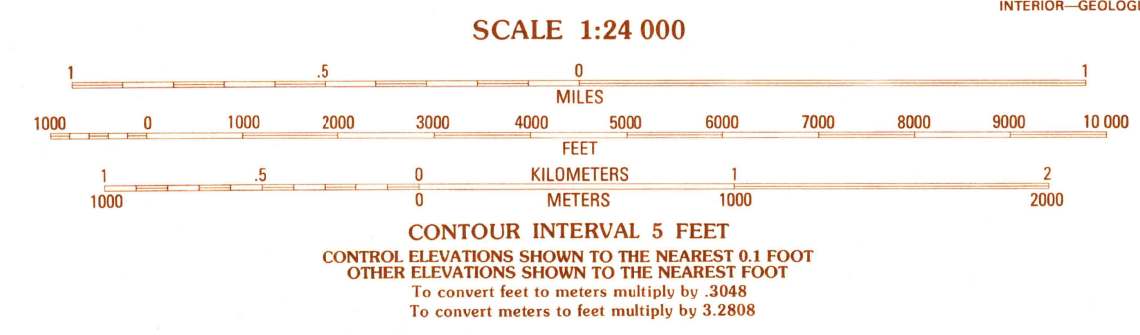 INTERIOR—GEOLOGI
SCALE 1:24 000
1 .5 0 1
MILES
1000 0 1000 2000 3000 4000 5000 6000 7000 8000 9000 10 000
FEET
1 .5 0 KILOMETERS 1 2
1000 0 METERS 1000 2000
CONTOUR INTERVAL 5 FEET
CONTROL ELEVATIONS SHOWN TO THE NEAREST 0.1 FOOT
OTHER ELEVATIONS SHOWN TO THE NEAREST FOOT
To convert feet to meters multiply by .3048
To convert meters to feet multiply by 3.2808